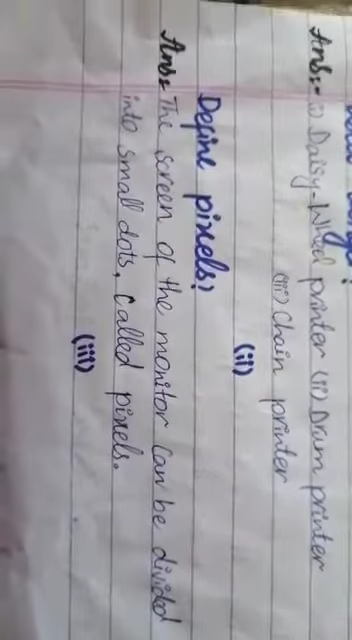 Ans:- (i) Daisy-Wheel printer (ii) Drum printer
(iii) Chain printer
(ii)
Define pixels?
Ans:- The screen of the monitor can be divided
into small dots, called pixels.
(iii)